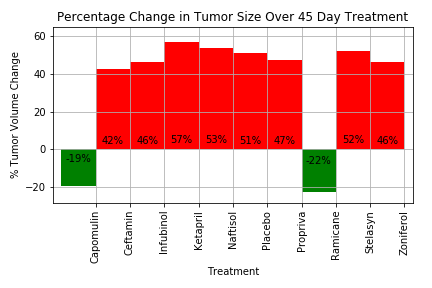 Percentage Change in Tumor Size Over 45 Day Treatment
% Tumor Volume Change
60
40
20
0
−20
-19%
42%
46%
57%
53%
51%
47%
-22%
52%
46%
Capomulin
Ceftamin
Infubinol
Ketapril
Naftisol
Placebo
Propriva
Ramicane
Stelasyn
Zoniferol
Treatment